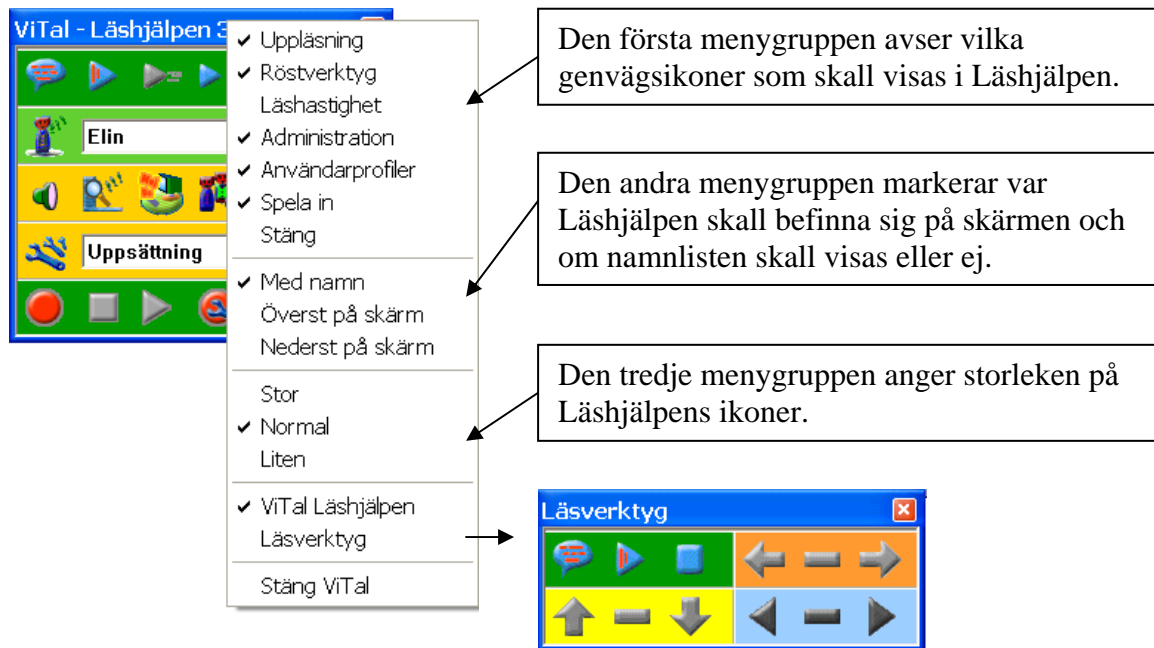 ViTal - Läshjälpen 3
Elin
Uppsättning
Uppläsning
Röstverktyg
Läshastighet
Administration
Användarprofiler
Spela in
Stäng
Med namn
Överst på skärm
Nederst på skärm
Stor
Normal
Liten
ViTal Läshjälpen
Läsverktyg
Stäng ViTal
Den första menygruppen avser vilka
genvägsikoner som skall visas i Läshjälpen.
Den andra menygruppen markerar var
Läshjälpen skall befinna sig på skärmen och
om namnlisten skall visas eller ej.
Den tredje menygruppen anger storleken på
Läshjälpens ikoner.
Läsverktyg